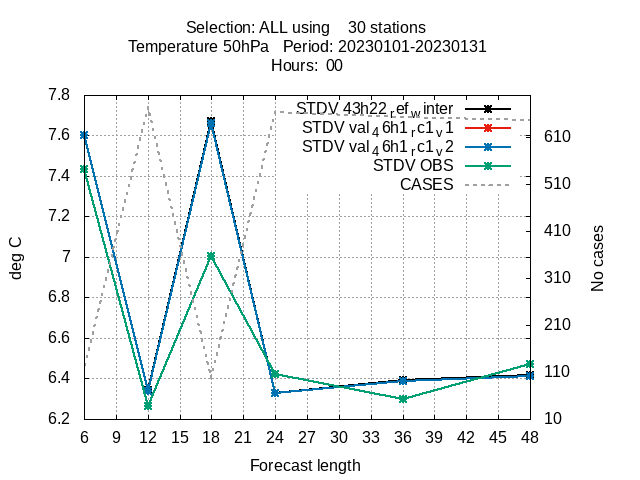 Selection: ALL using 30 stations
Temperature 50hPa Period: 20230101-20230131
Hours: 00
7.8
7.6
7.4
7.2
7
6.8
6.6
6.4
6.2
deg C
STDV 43h22_ref_winter
STDV val_46h1_rc1_v1
STDV val_46h1_rc1_v2
STDV OBS
CASES
610
510
410
310
210
110
10
No cases
6 9 12 15 18 21 24 27 30 33 36 39 42 45 48
Forecast length